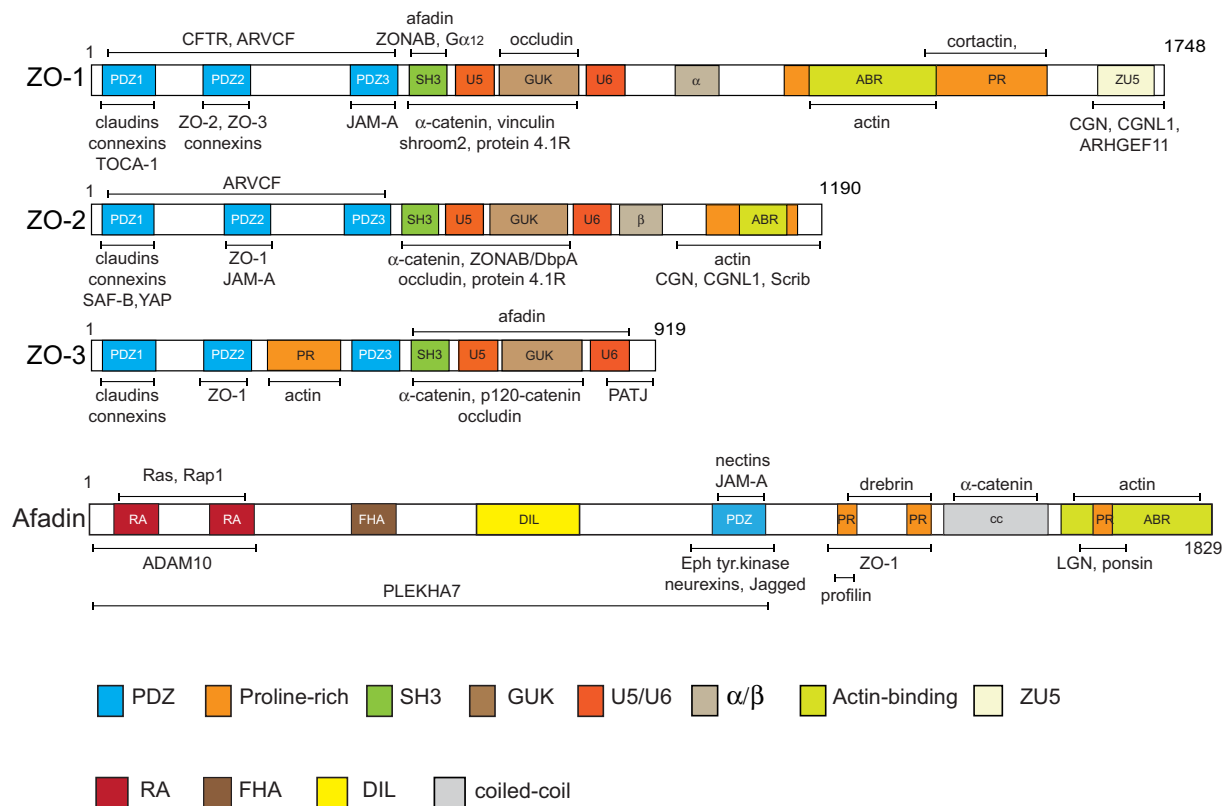 afadin
CFTR, ARVCF ZONAB, Gα12 occludin cortactin,
1 1748
ZO-1 PDZ1 PDZ2 PDZ3 SH3 U5 GUK U6 α ABR PR ZU5
claudins ZO-2, ZO-3 JAM-A α-catenin, vinculin actin CGN, CGNL1,
connexins connexins shroom2, protein 4.1R ARHGEF11
TOCA-1
1 ARVCF 1190
ZO-2 PDZ1 PDZ2 PDZ3 SH3 U5 GUK U6 β ABR
claudins ZO-1 α-catenin, ZONAB/DbpA actin
connexins JAM-A occludin, protein 4.1R CGN, CGNL1, Scrib
SAF-B,YAP
1 afadin 919
ZO-3 PDZ1 PDZ2 PR PDZ3 SH3 U5 GUK U6
claudins ZO-1 actin α-catenin, p120-catenin PATJ
connexins occludin
1 Ras, Rap1 nectins
JAM-A drebrin α-catenin actin
Afadin RA RA FHA DIL PDZ PR PR cc PR ABR
1829
ADAM10 Eph tyr.kinase ZO-1 LGN, ponsin
neurexins, Jagged profilin
PLEKHA7
PDZ Proline-rich SH3 GUK U5/U6 α/β Actin-binding ZU5
RA FHA DIL coiled-coil